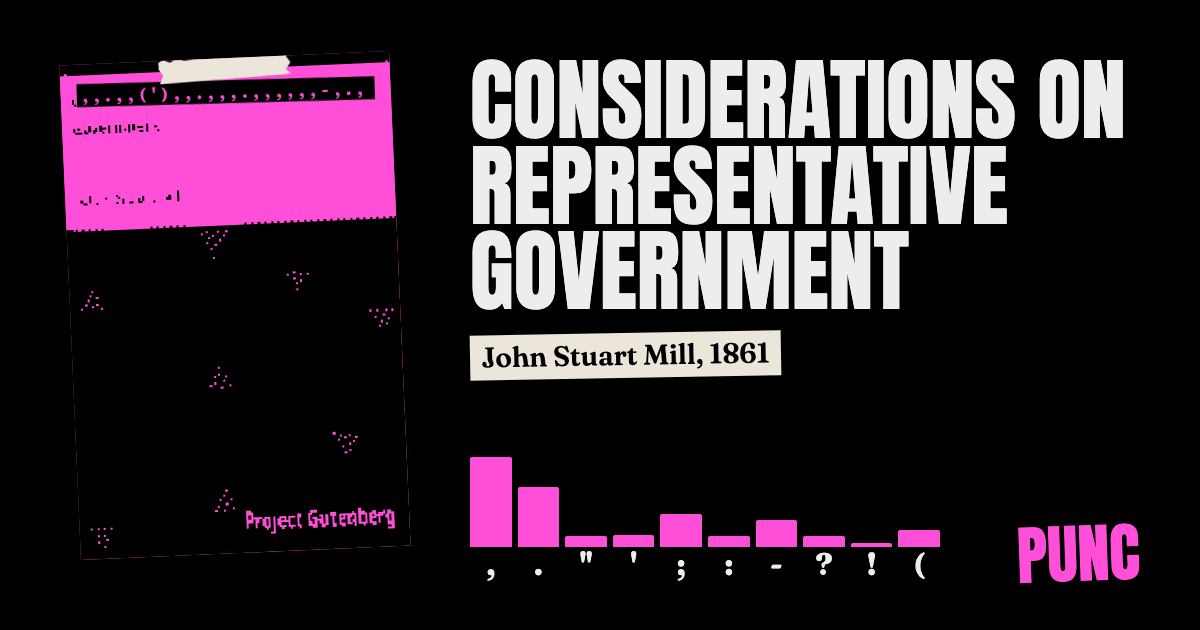 ,,.,,('),,.,,,.,,,,,,-,.,
Project Gutenberg
CONSIDERATIONS ON
REPRESENTATIVE
GOVERNMENT
John Stuart Mill, 1861
, . " ' ; : - ? ! (
PUNC